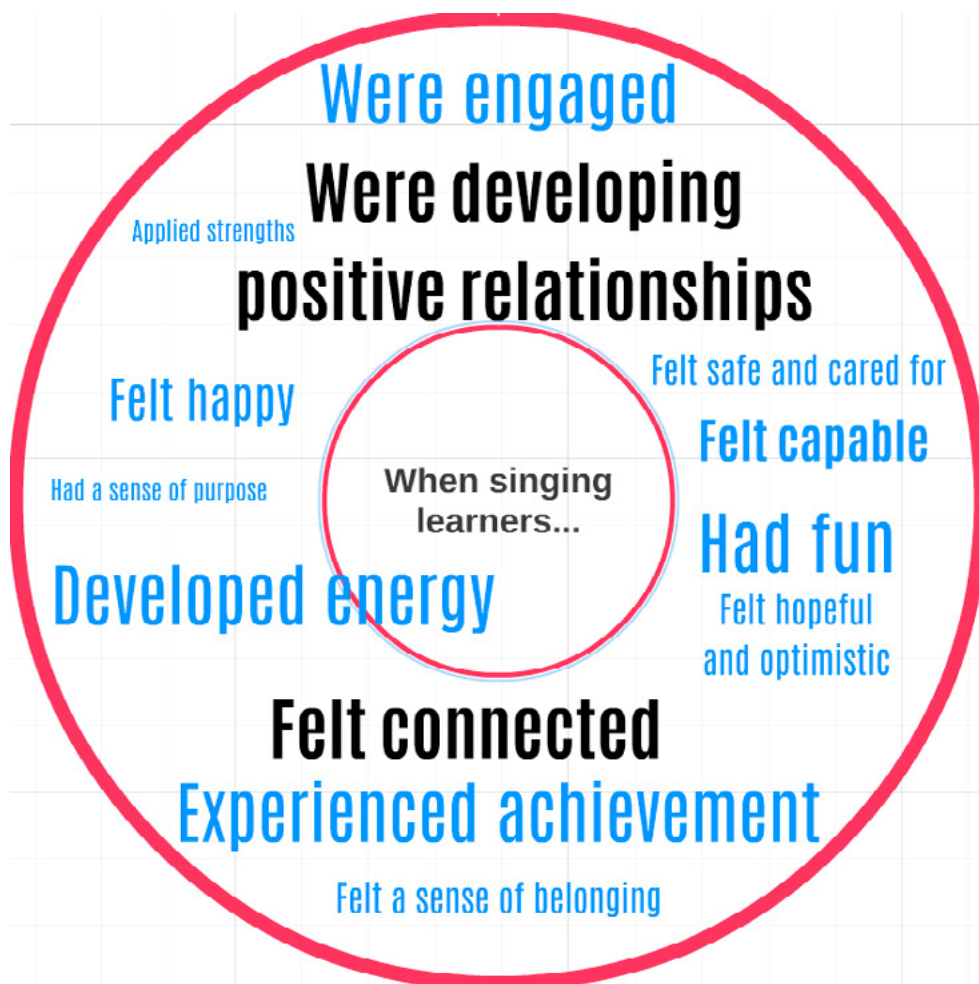 Were engaged
Were developing
positive relationships
Applied strengths
Felt safe and cared for
Felt happy
Felt capable
Had a sense of purpose
When singing
learners...
Had fun
Developed energy
Felt hopeful
and optimistic
Felt connected
Experienced achievement
Felt a sense of belonging